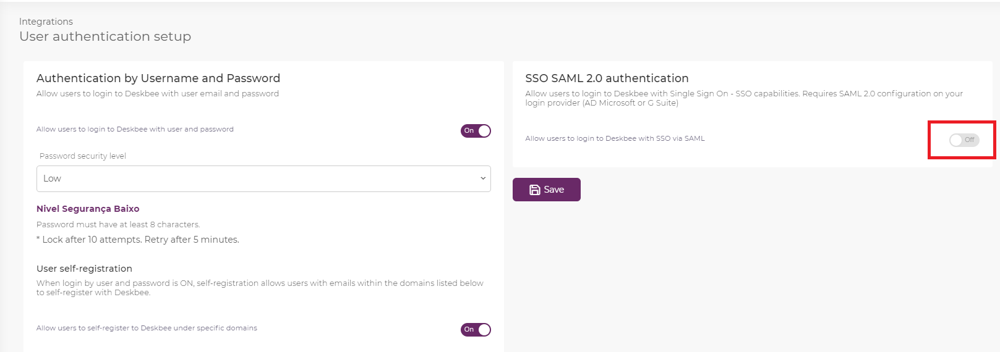 Integrations
User authentication setup
Authentication by Username and Password
Allow users to login to Deskbee with user email and password
Allow users to login to Deskbee with user and password
On
Password security level
Low
Nivel Segurança Baixo
Password must have at least 8 characters.
* Lock after 10 attempts. Retry after 5 minutes.
User self-registration
When login by user and password is ON, self-registration allows users with emails within the domains listed below
to self-register with Deskbee.
Allow users to self-register to Deskbee under specific domains
On
SSO SAML 2.0 authentication
Allow users to login to Deskbee with Single Sign On - SSO capabilities. Requires SAML 2.0 configuration on your
login provider (AD Microsoft or G Suite)
Allow users to login to Deskbee with SSO via SAML
Off
Save